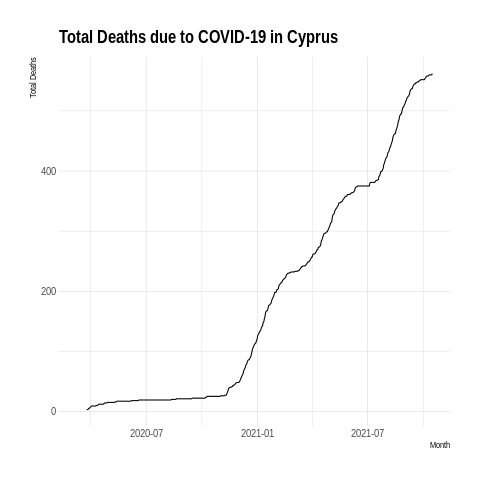 Total Deaths due to COVID-19 in Cyprus
Total Deaths
400
200
0
2020-07 2021-01 2021-07
Month